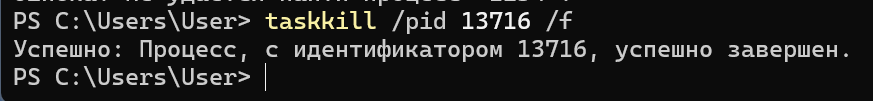 PS C:\Users\User> taskkill /pid 13716 /f
Успешно: Процесс, с идентификатором 13716, успешно завершен.
PS C:\Users\User>